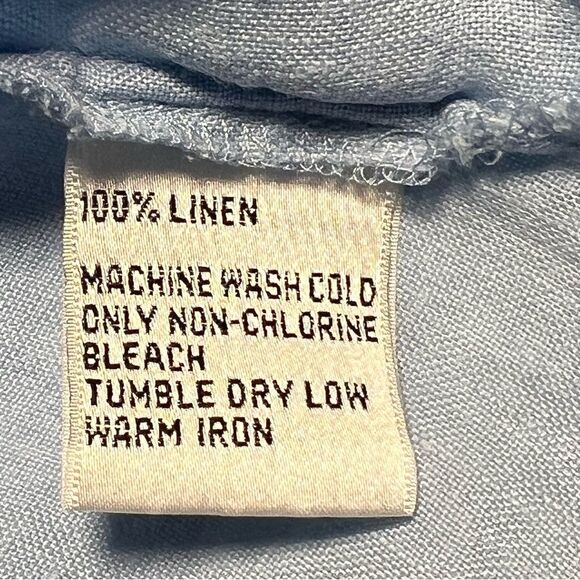 100% LINEN
MACHINE WASH COLD
ONLY NON-CHLORINE
BLEACH
TUMBLE DRY LOW
WARM IRON